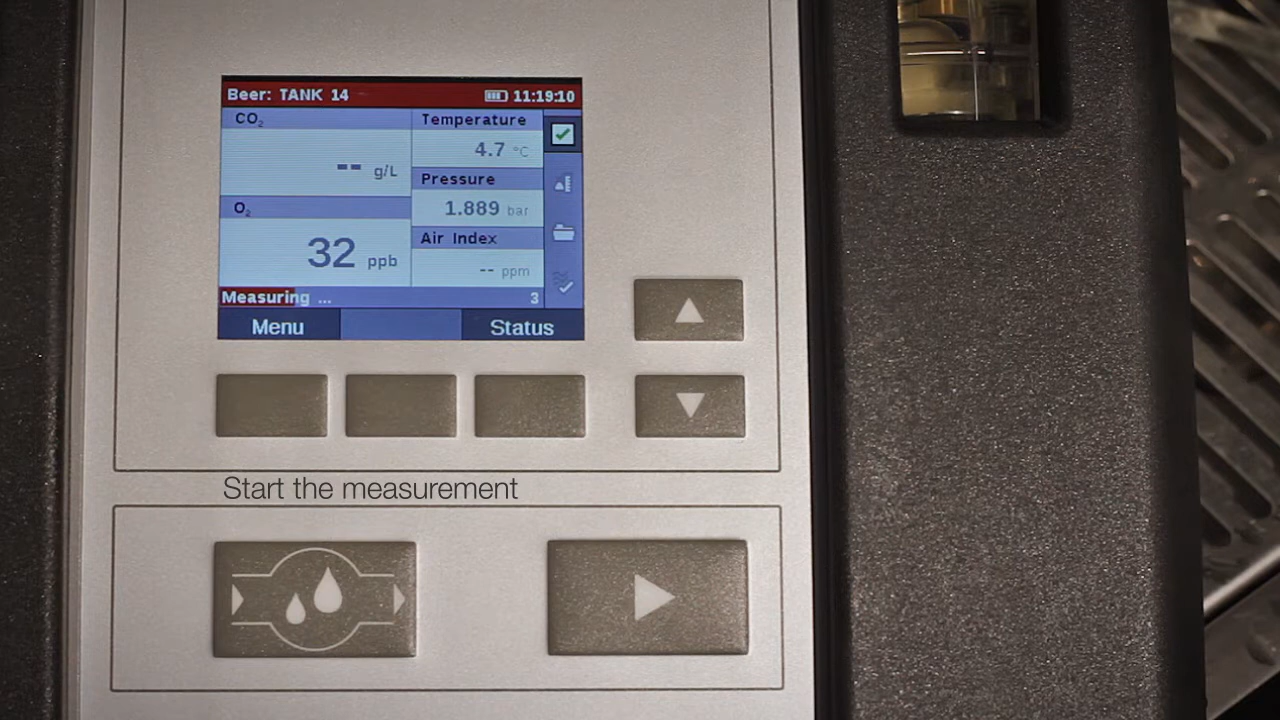 Beer: TANK 14 11:19:10
CO₂
-- g/L
O₂
32 ppb
Temperature
4.7 °C
Pressure
1.889 bar
Air Index
-- ppm
Measuring ... 3
Menu Status
Start the measurement